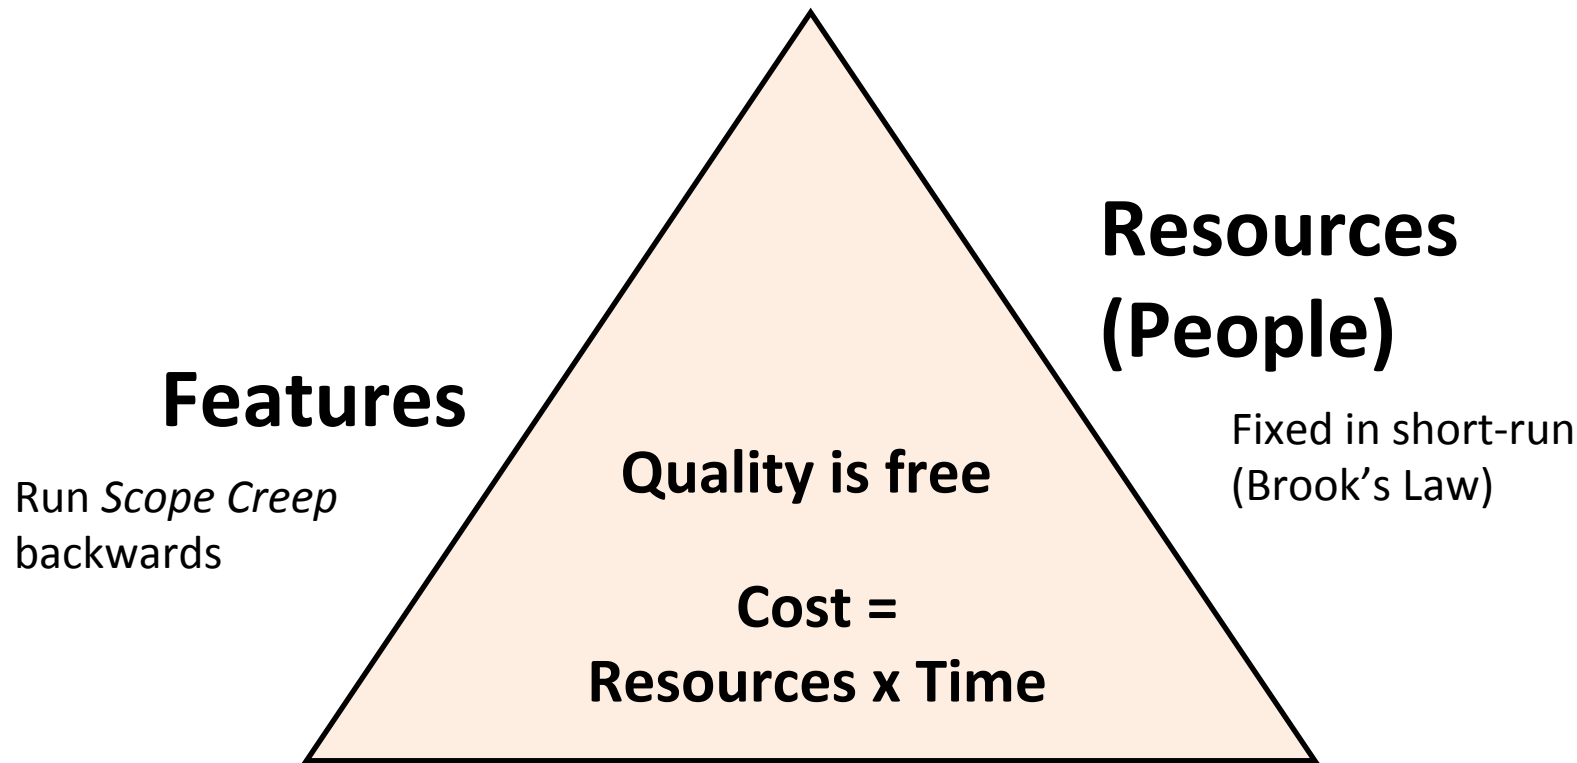 Features
Run Scope Creep
backwards
Quality is free
Cost =
Resources x Time
Resources
(People)
Fixed in short-run
(Brook’s Law)